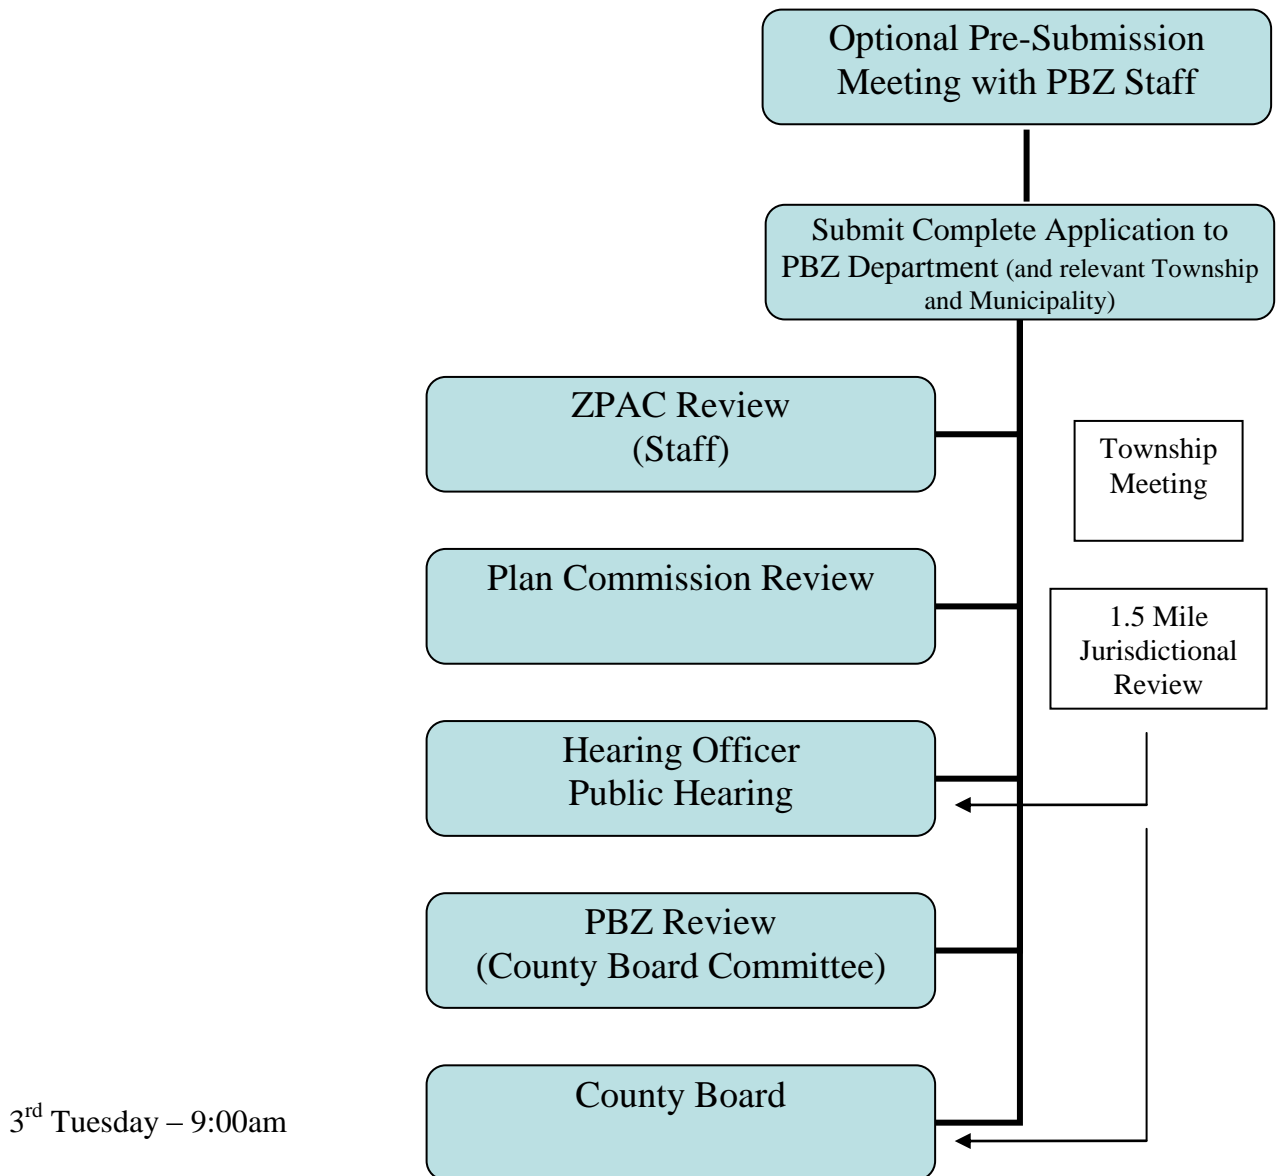 Optional Pre-Submission
Meeting with PBZ Staff
Submit Complete Application to
PBZ Department (and relevant Township
and Municipality)
ZPAC Review
(Staff)
Township
Meeting
Plan Commission Review
1.5 Mile
Jurisdictional
Review
Hearing Officer
Public Hearing
PBZ Review
(County Board Committee)
County Board
3rd Tuesday – 9:00am